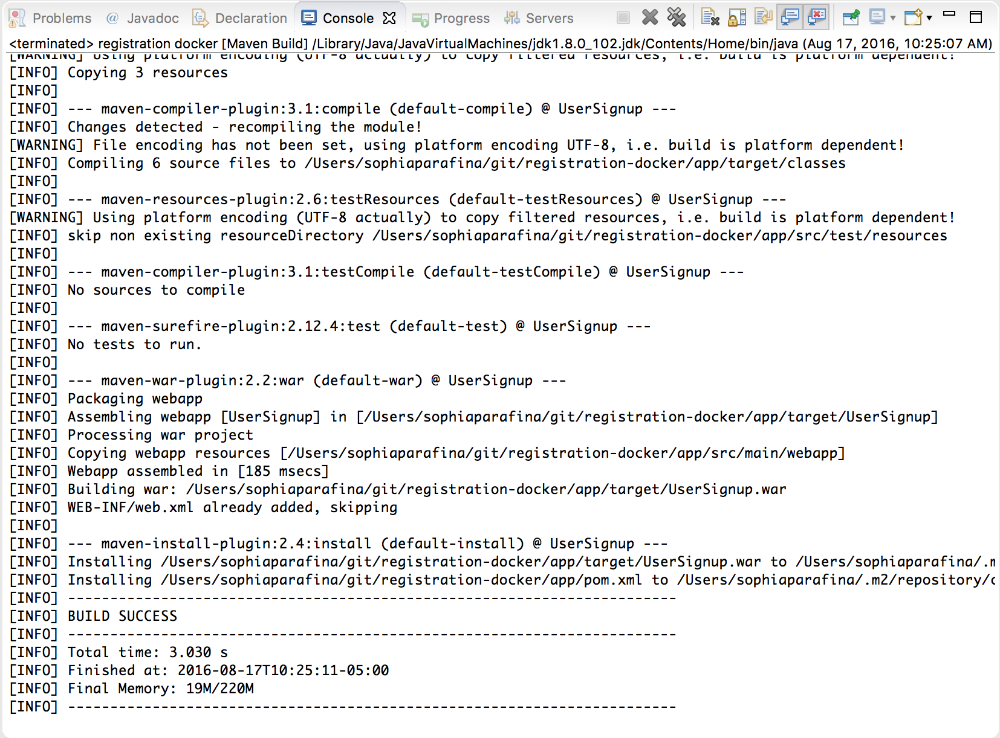 Problems @ Javadoc Declaration Console Progress Servers
<terminated> registration docker [Maven Build] /Library/Java/JavaVirtualMachines/jdk1.8.0_102.jdk/Contents/Home/bin/java (Aug 17, 2016, 10:25:07 AM)
[WARNING] Using platform encoding (UTF-8 actually) to copy filtered resources, i.e. build is platform dependent!
[INFO] Copying 3 resources
[INFO]
[INFO] --- maven-compiler-plugin:3.1:compile (default-compile) @ UserSignup ---
[INFO] Changes detected - recompiling the module!
[WARNING] File encoding has not been set, using platform encoding UTF-8, i.e. build is platform dependent!
[INFO] Compiling 6 source files to /Users/sophiaparafina/git/registration-docker/app/target/classes
[INFO]
[INFO] --- maven-resources-plugin:2.6:testResources (default-testResources) @ UserSignup ---
[WARNING] Using platform encoding (UTF-8 actually) to copy filtered resources, i.e. build is platform dependent!
[INFO] skip non existing resourceDirectory /Users/sophiaparafina/git/registration-docker/app/src/test/resources
[INFO]
[INFO] --- maven-compiler-plugin:3.1:testCompile (default-testCompile) @ UserSignup ---
[INFO] No sources to compile
[INFO]
[INFO] --- maven-surefire-plugin:2.12.4:test (default-test) @ UserSignup ---
[INFO] No tests to run.
[INFO]
[INFO] --- maven-war-plugin:2.2:war (default-war) @ UserSignup ---
[INFO] Packaging webapp
[INFO] Assembling webapp [UserSignup] in [/Users/sophiaparafina/git/registration-docker/app/target/UserSignup]
[INFO] Processing war project
[INFO] Copying webapp resources [/Users/sophiaparafina/git/registration-docker/app/src/main/webapp]
[INFO] Webapp assembled in [185 msecs]
[INFO] Building war: /Users/sophiaparafina/git/registration-docker/app/target/UserSignup.war
[INFO] WEB-INF/web.xml already added, skipping
[INFO]
[INFO] --- maven-install-plugin:2.4:install (default-install) @ UserSignup ---
[INFO] Installing /Users/sophiaparafina/git/registration-docker/app/target/UserSignup.war to /Users/sophiaparafina/.m
[INFO] Installing /Users/sophiaparafina/git/registration-docker/app/pom.xml to /Users/sophiaparafina/.m2/repository/c
[INFO] ------------------------------------------------------------------------
[INFO] BUILD SUCCESS
[INFO] ------------------------------------------------------------------------
[INFO] Total time: 3.030 s
[INFO] Finished at: 2016-08-17T10:25:11-05:00
[INFO] Final Memory: 19M/220M
[INFO] ------------------------------------------------------------------------